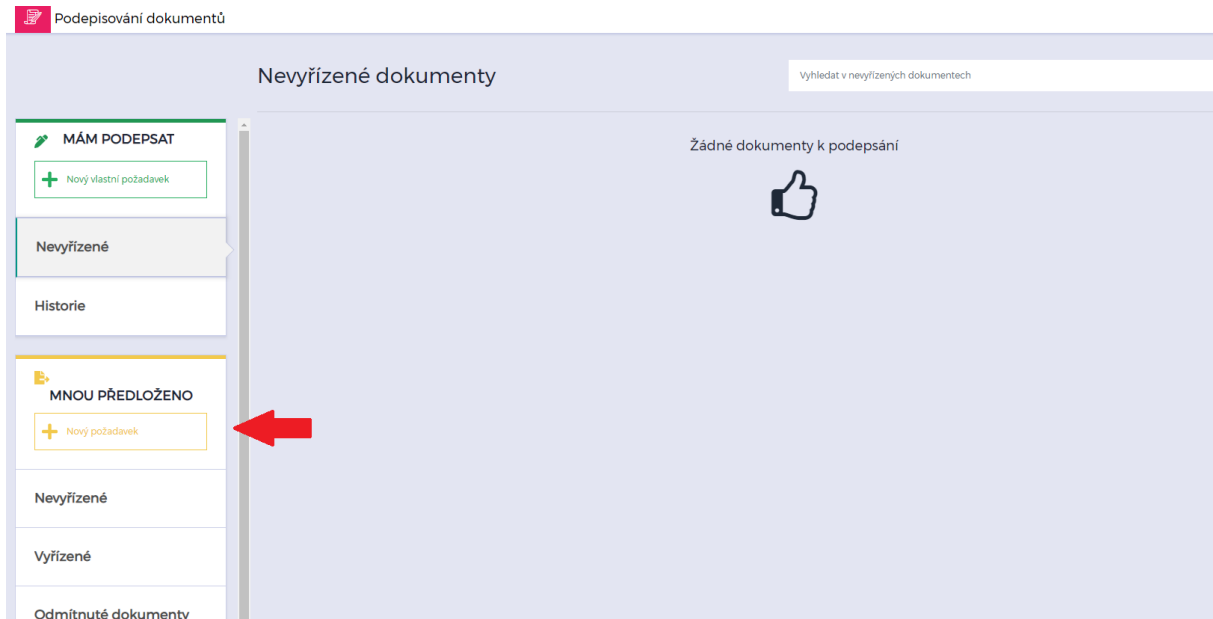 Podepisování dokumentů
Nevyřízené dokumenty
Vyhledat v nevyřízených dokumentech
MÁM PODEPSAT
Nový vlastní požadavek
Nevyřízené
Historie
Žádné dokumenty k podepsání
MNOU PŘEDLOŽENO
Nový požadavek
Nevyřízené
Vyřízené
Odmítnuté dokumenty